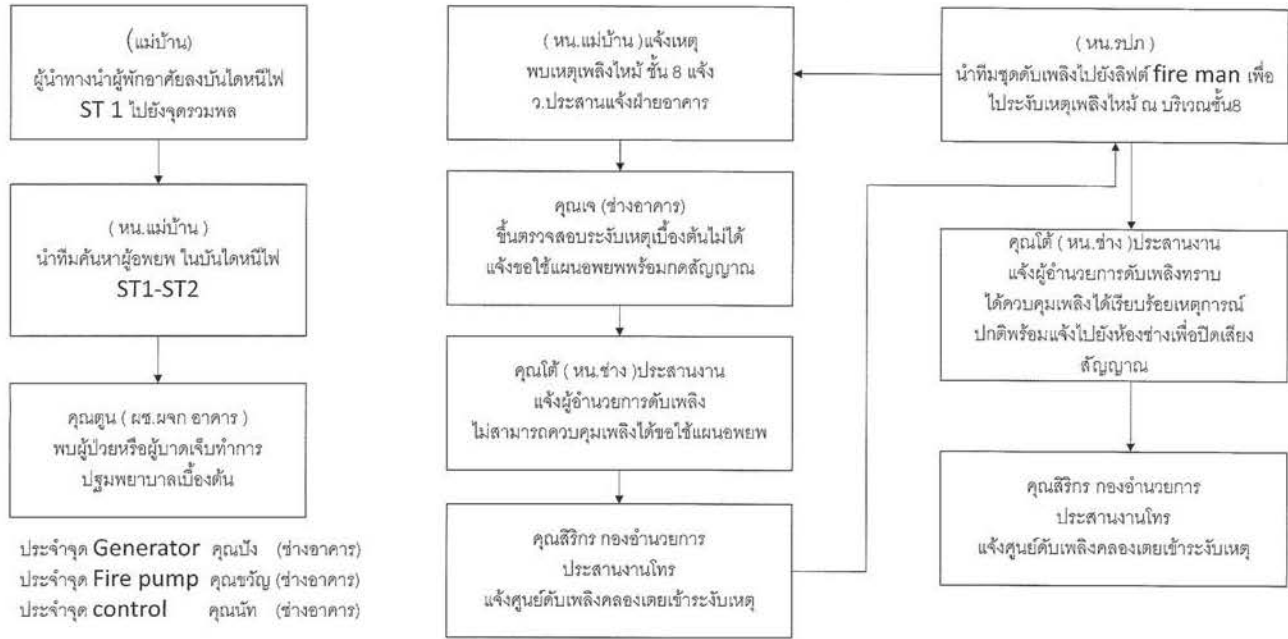 (แม่บ้าน)
ผู้นำทางนำผู้พักอาศัยลงบันไดหนีไฟ
ST 1 ไปยังจุดรวมพล
( หน.แม่บ้าน )
นำทีมค้นหาผู้อพยพ ในบันไดหนีไฟ
ST1-ST2
คุณตูน ( ผช.ผจก อาคาร )
พบผู้ป่วยหรือผู้บาดเจ็บทำการ
ปฐมพยาบาลเบื้องต้น
ประจำจุด Generator คุณปัง (ช่างอาคาร)
ประจำจุด Fire pump คุณขวัญ (ช่างอาคาร)
ประจำจุด control คุณนัท (ช่างอาคาร)
( หน.แม่บ้าน )แจ้งเหตุ
พบเหตุเพลิงไหม้ ชั้น 8 แจ้ง
ว.ประสานแจ้งฝ่ายอาคาร
คุณเจ (ช่างอาคาร)
ขึ้นตรวจสอบระงับเหตุเบื้องต้นไม่ได้
แจ้งขอใช้แผนอพยพพร้อมกดสัญญาณ
คุณโต้ ( หน.ช่าง )ประสานงาน
แจ้งผู้อำนวยการดับเพลิง
ไม่สามารถควบคุมเพลิงได้ขอใช้แผนอพยพ
คุณสิริกร กองอำนวยการ
ประสานงานโทร
แจ้งศูนย์ดับเพลิงคลองเตยเข้าระงับเหตุ
( หน.รปภ )
นำทีมชุดดับเพลิงไปยังลิฟต์ fire man เพื่อ
ไประงับเหตุเพลิงไหม้ ณ บริเวณชั้น8
คุณโต้ ( หน.ช่าง )ประสานงาน
แจ้งผู้อำนวยการดับเพลิงทราบ
ได้ควบคุมเพลิงได้เรียบร้อยเหตุการณ์
ปกติพร้อมแจ้งไปยังห้องช่างเพื่อปิดเสียง
สัญญาณ
คุณสิริกร กองอำนวยการ
ประสานงานโทร
แจ้งศูนย์ดับเพลิงคลองเตยเข้าระงับเหตุ